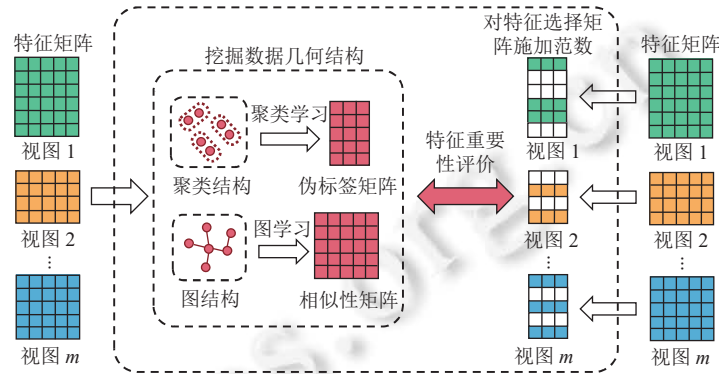 特征矩阵
视图 1
视图 2
⋮
视图 m
挖掘数据几何结构
聚类学习
聚类结构
伪标签矩阵
图学习
图结构
相似性矩阵
特征重要
性评价
对特征选择矩
阵施加范数
视图 1
视图 2
⋮
视图 m
特征矩阵
视图 1
视图 2
⋮
视图 m